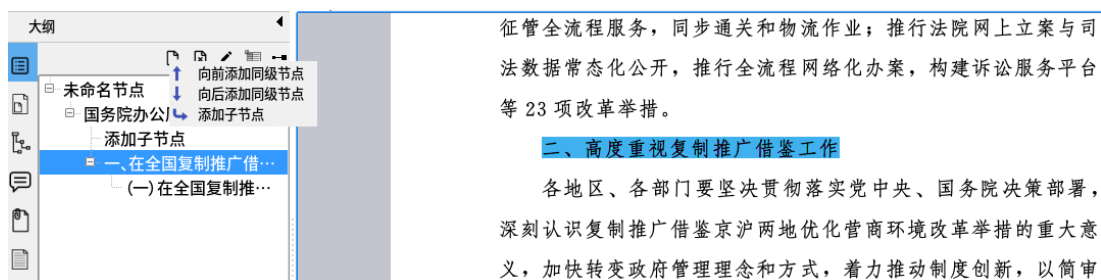 大纲
向前添加同级节点
向后添加同级节点
添加子节点
未命名节点
国务院办公
添加子节点
一、在全国复制推广借…
(一)在全国复制推…
征管全流程服务，同步通关和物流作业；推行法院网上立案与司
法数据常态化公开，推行全流程网络化办案，构建诉讼服务平台
等 23 项改革举措。
二、高度重视复制推广借鉴工作
各地区、各部门要坚决贯彻落实党中央、国务院决策部署，
深刻认识复制推广借鉴京沪两地优化营商环境改革举措的重大意
义，加快转变政府管理理念和方式，着力推动制度创新，以简审